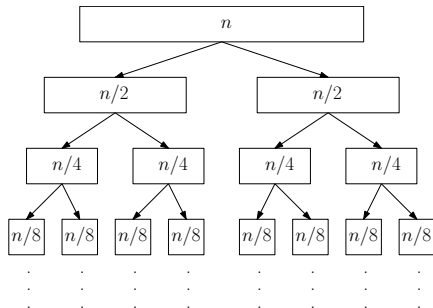 n
n/2 n/2
n/4 n/4 n/4 n/4
n/8 n/8 n/8 n/8 n/8 n/8 n/8 n/8
. . . . . . . .
. . . . . . . .
. . . . . . . .